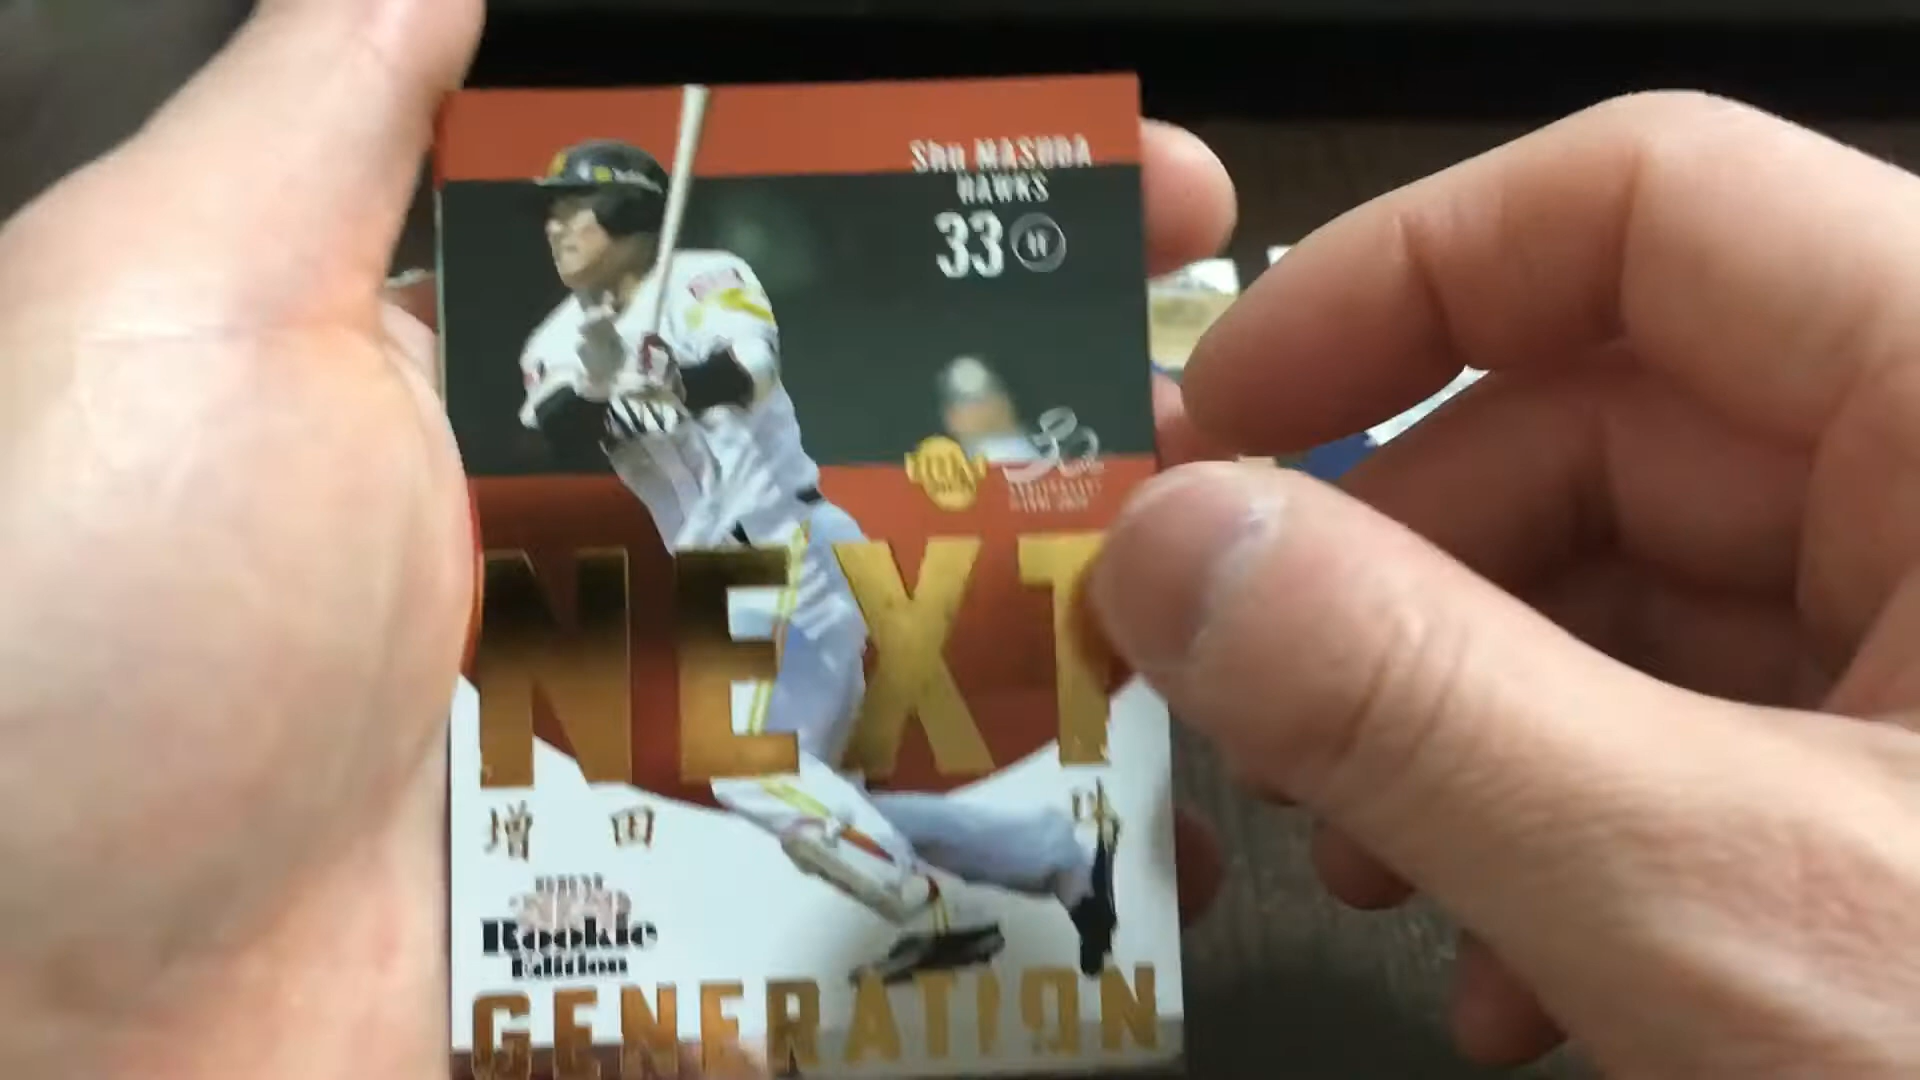 Shu MASUDA
HAWKS
33
NEXT
増田
Rookie
Edition
GENERATION